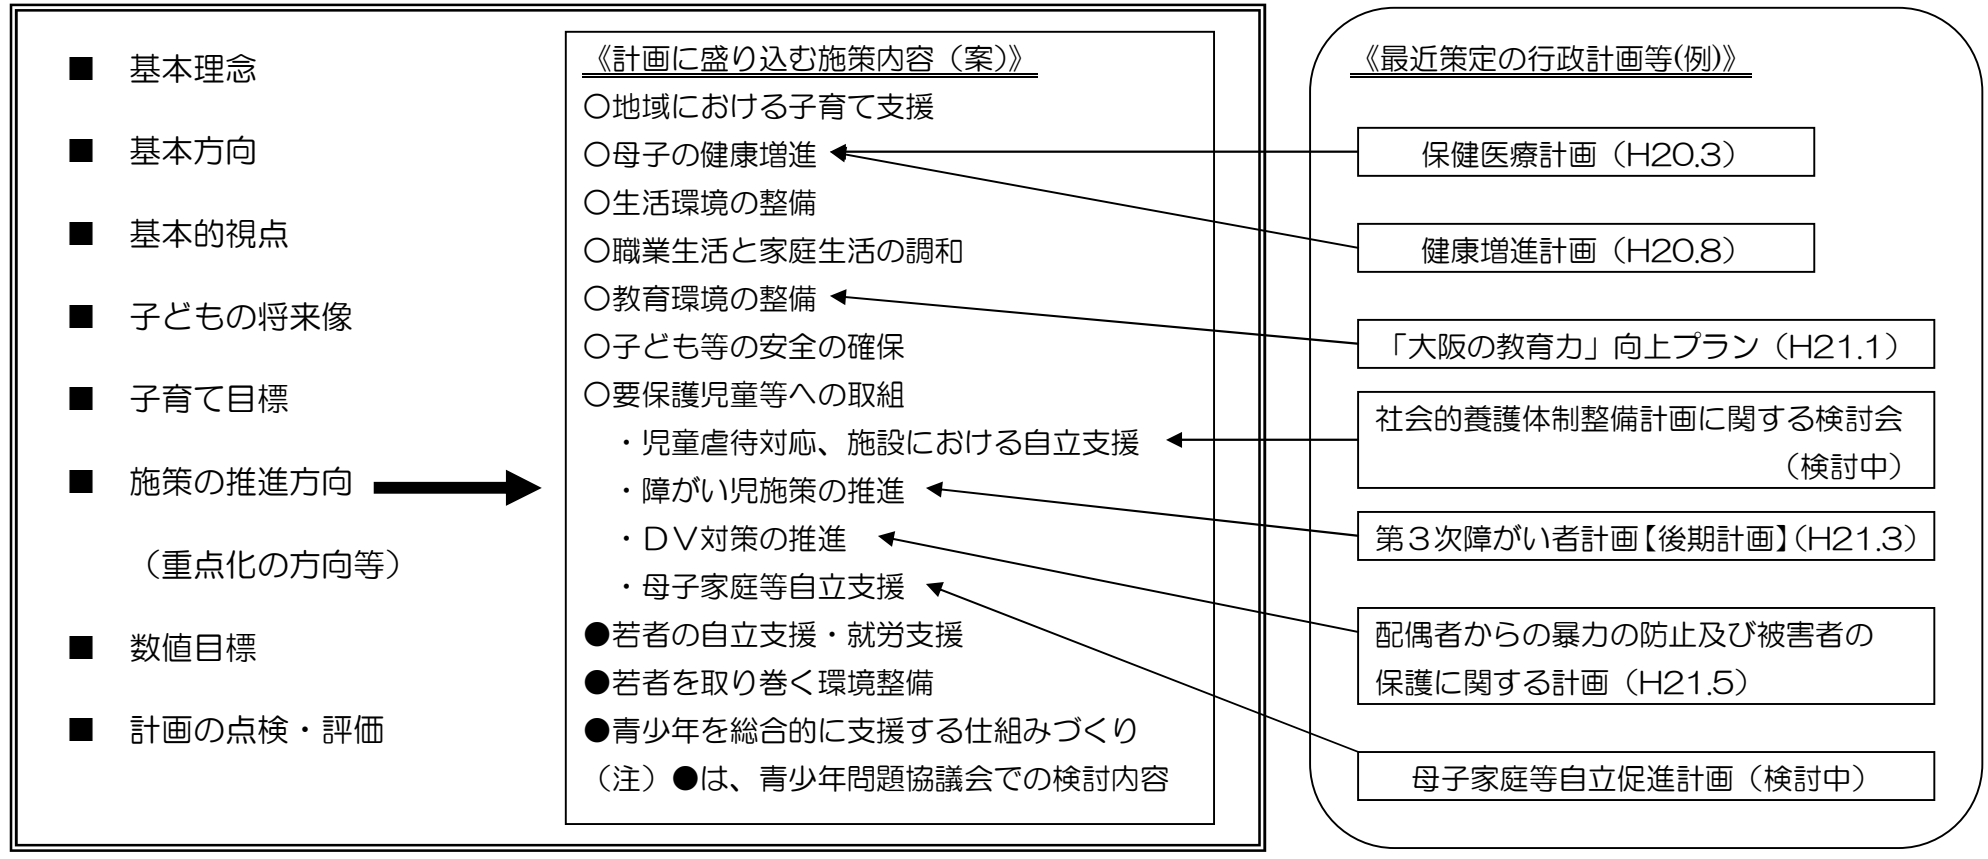 ■ 基本理念
■ 基本方向
■ 基本的視点
■ 子どもの将来像
■ 子育て目標
■ 施策の推進方向
（重点化の方向等）
■ 数値目標
■ 計画の点検・評価
《計画に盛り込む施策内容（案）》
○地域における子育て支援
○母子の健康増進
○生活環境の整備
○職業生活と家庭生活の調和
○教育環境の整備
○子ども等の安全の確保
○要保護児童等への取組
・児童虐待対応、施設における自立支援
・障がい児施策の推進
・ＤＶ対策の推進
・母子家庭等自立支援
●若者の自立支援・就労支援
●若者を取り巻く環境整備
●青少年を総合的に支援する仕組みづくり
（注）●は、青少年問題協議会での検討内容
《最近策定の行政計画等(例)》
保健医療計画（H20.3）
健康増進計画（H20.8）
「大阪の教育力」向上プラン（H21.1）
社会的養護体制整備計画に関する検討会
（検討中）
第３次障がい者計画【後期計画】（H21.3）
配偶者からの暴力の防止及び被害者の
保護に関する計画（H21.5）
母子家庭等自立促進計画（検討中）